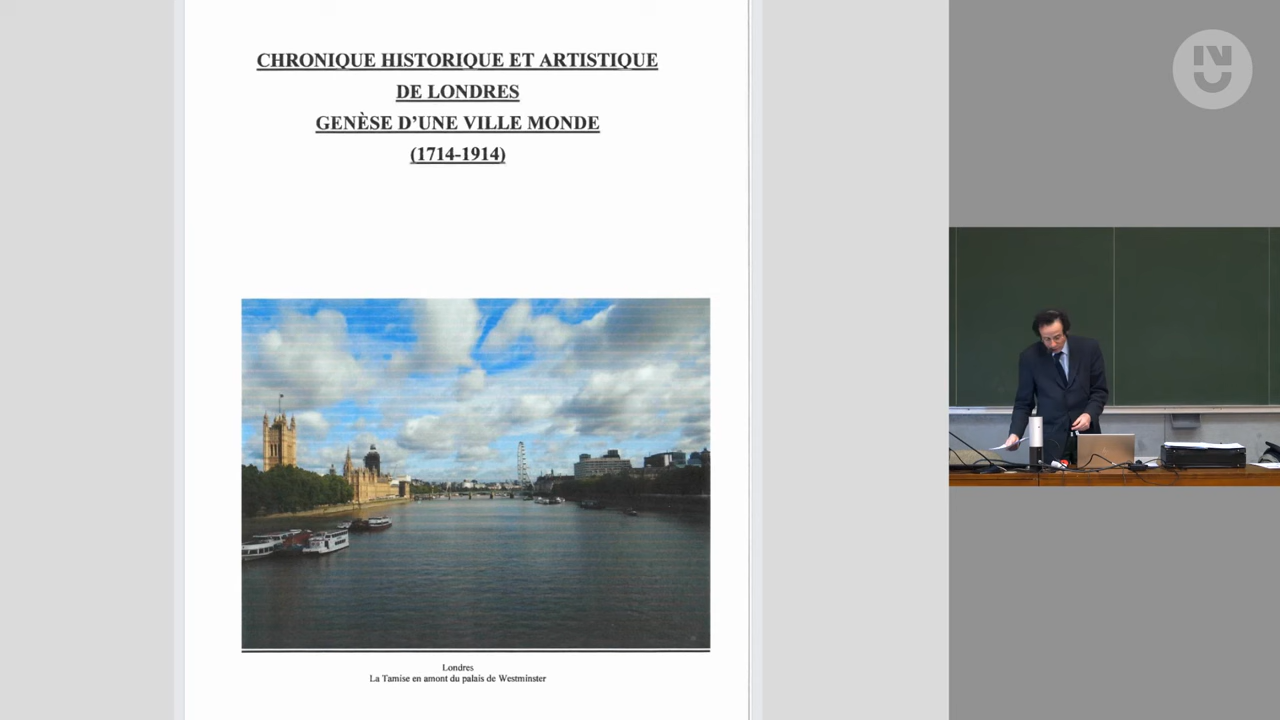 CHRONIQUE HISTORIQUE ET ARTISTIQUE
DE LONDRES
GENÈSE D'UNE VILLE MONDE
(1714-1914)
Londres
La Tamise en amont du palais de Westminster